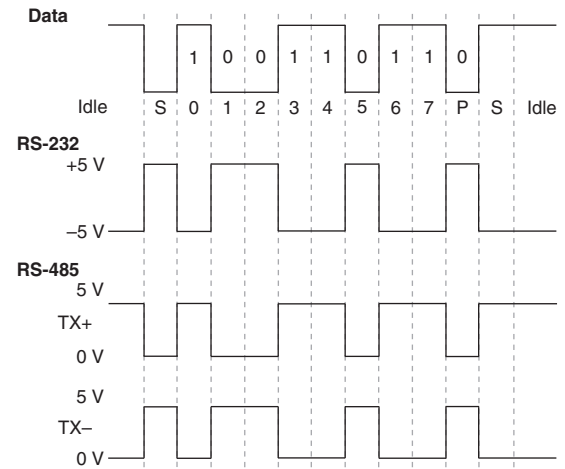 Data
1 0 0 1 1 0 1 1 0
Idle S 0 1 2 3 4 5 6 7 P S Idle
RS-232
+5 V
–5 V
RS-485
5 V
TX+
0 V
5 V
TX–
0 V